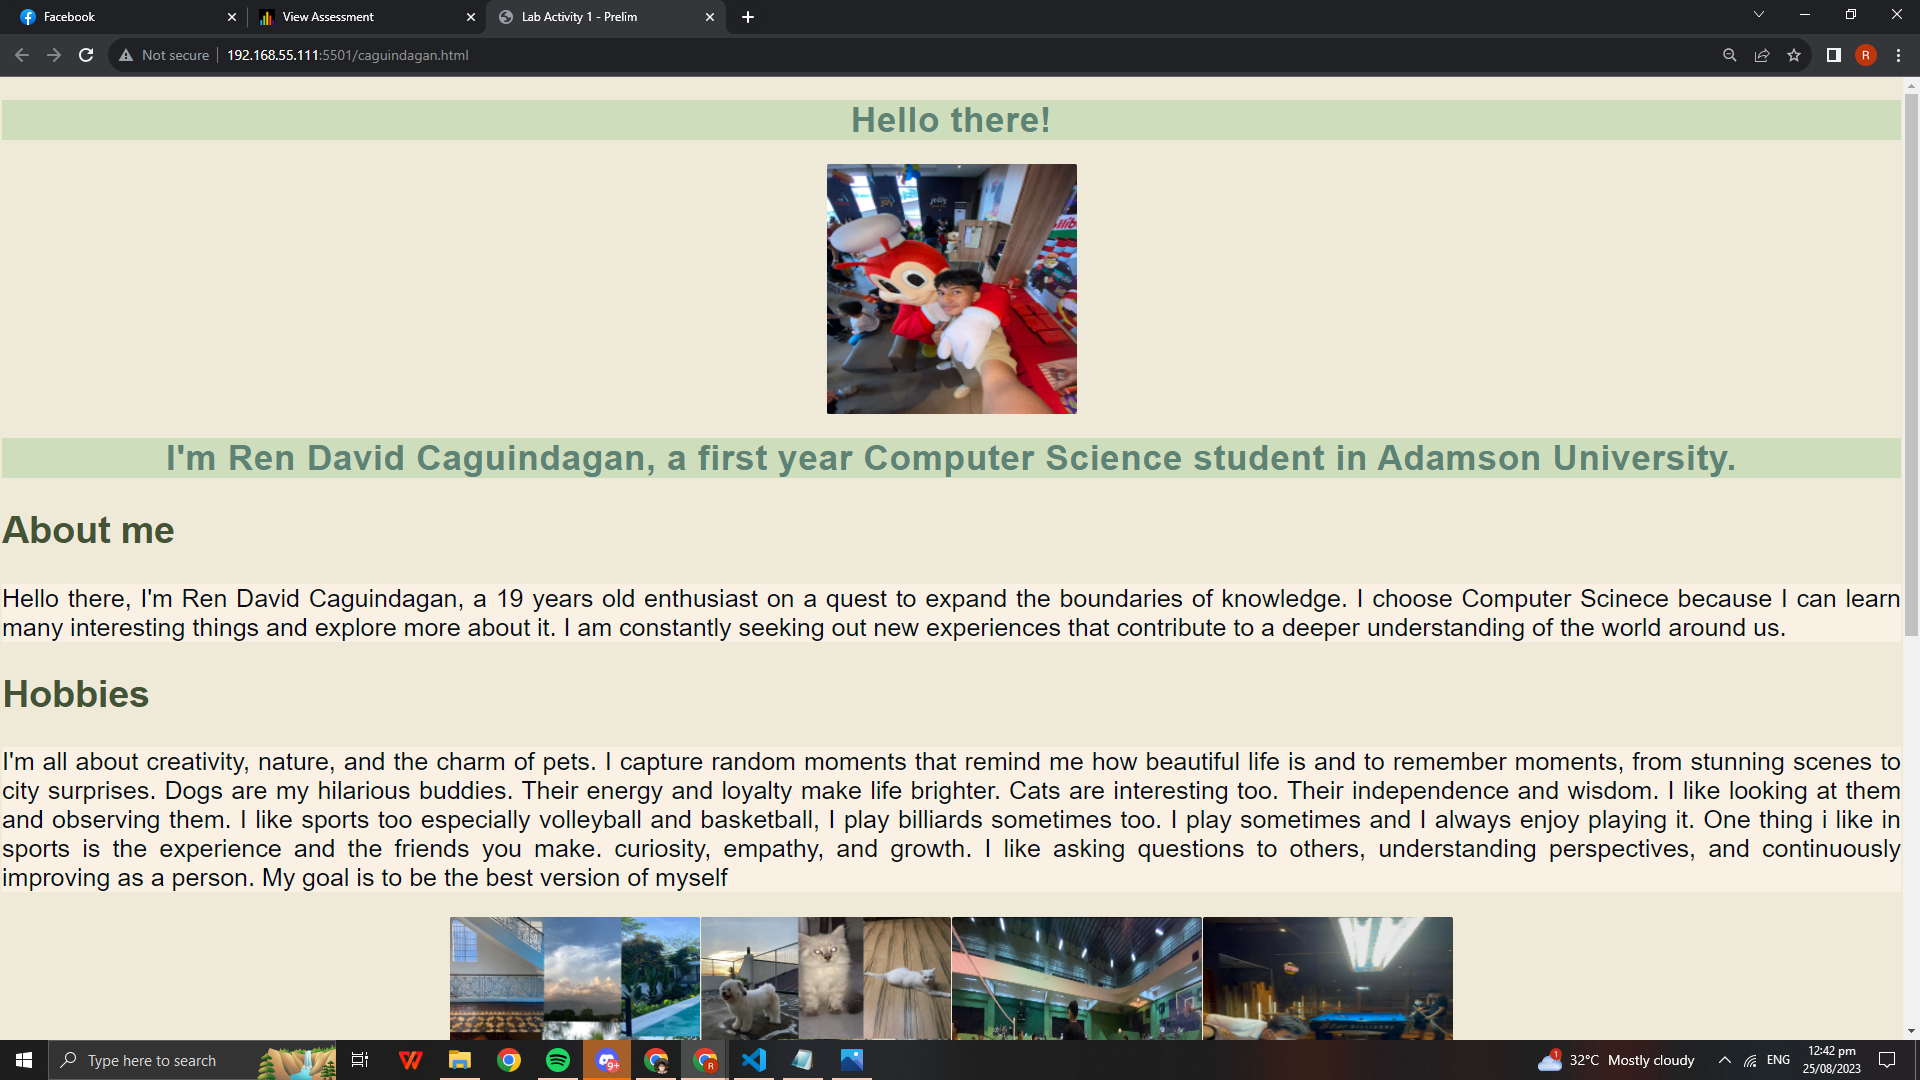 Facebook
View Assessment
Lab Activity 1 - Prelim
Not secure
192.168.55.111:5501/caguindagan.html
R
Hello there!
I'm Ren David Caguindagan, a first year Computer Science student in Adamson University.
About me
Hello there, I'm Ren David Caguindagan, a 19 years old enthusiast on a quest to expand the boundaries of knowledge. I choose Computer Scinece because I can learn
many interesting things and explore more about it. I am constantly seeking out new experiences that contribute to a deeper understanding of the world around us.
Hobbies
I'm all about creativity, nature, and the charm of pets. I capture random moments that remind me how beautiful life is and to remember moments, from stunning scenes to
city surprises. Dogs are my hilarious buddies. Their energy and loyalty make life brighter. Cats are interesting too. Their independence and wisdom. I like looking at them
and observing them. I like sports too especially volleyball and basketball, I play billiards sometimes too. I play sometimes and I always enjoy playing it. One thing i like in
sports is the experience and the friends you make. curiosity, empathy, and growth. I like asking questions to others, understanding perspectives, and continuously
improving as a person. My goal is to be the best version of myself
Type here to search
9+
R
1
32°C Mostly cloudy
ENG
12:42 pm
25/08/2023